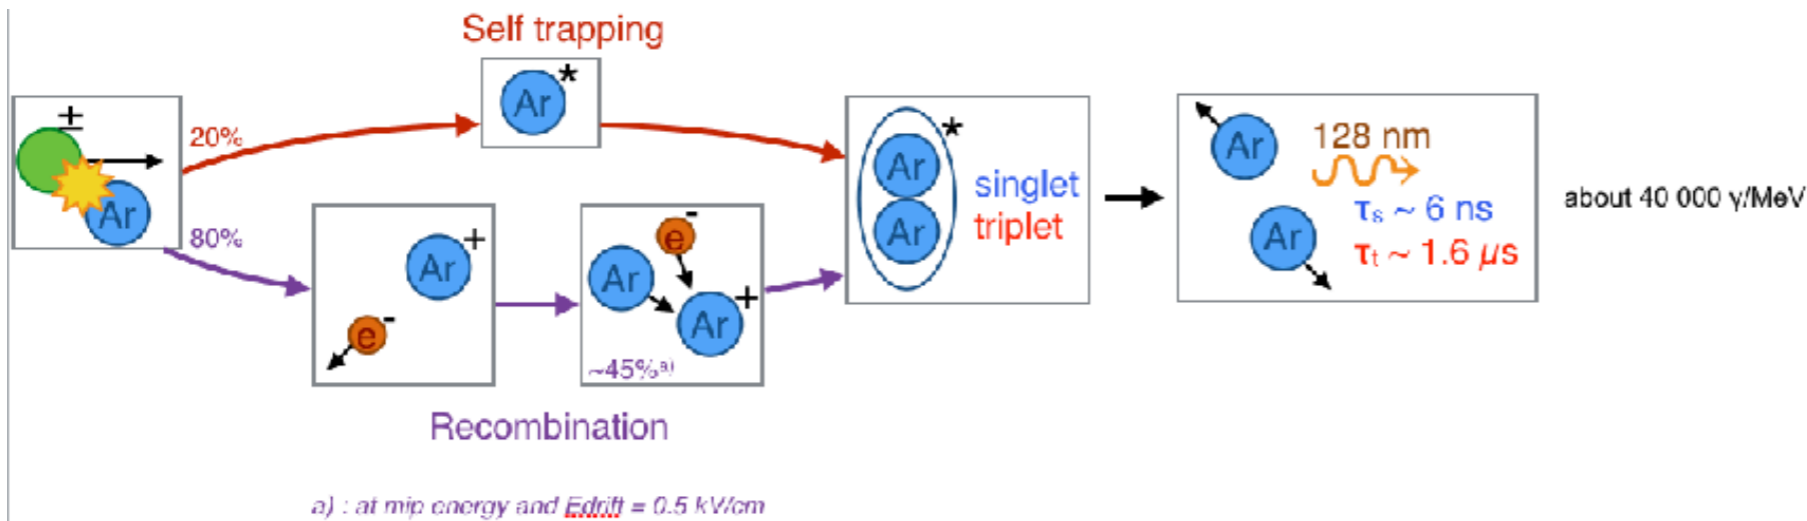 Self trapping
Ar*
±
Ar
20%
80%
Ar+
e-
Ar
e-
Ar+
~45%a)
Recombination
*
Ar
Ar
singlet
triplet
Ar
Ar
128 nm
τs ~ 6 ns
τt ~ 1.6 μs
about 40 000 γ/MeV
a) : at mip energy and Edrift = 0.5 kV/cm